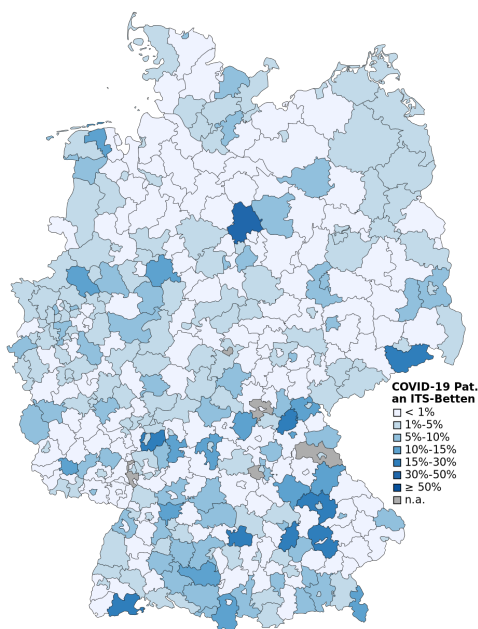 COVID-19 Pat.
an ITS-Betten
< 1%
1%-5%
5%-10%
10%-15%
15%-30%
30%-50%
≥ 50%
n.a.